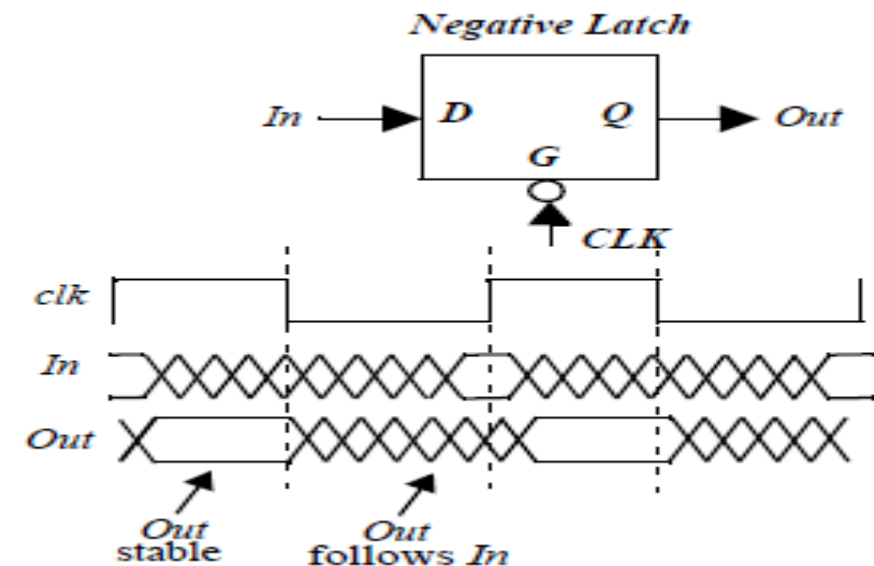 Negative Latch
In
D
Q
Out
G
CLK
clk
In
Out
Out
stable
Out
follows In